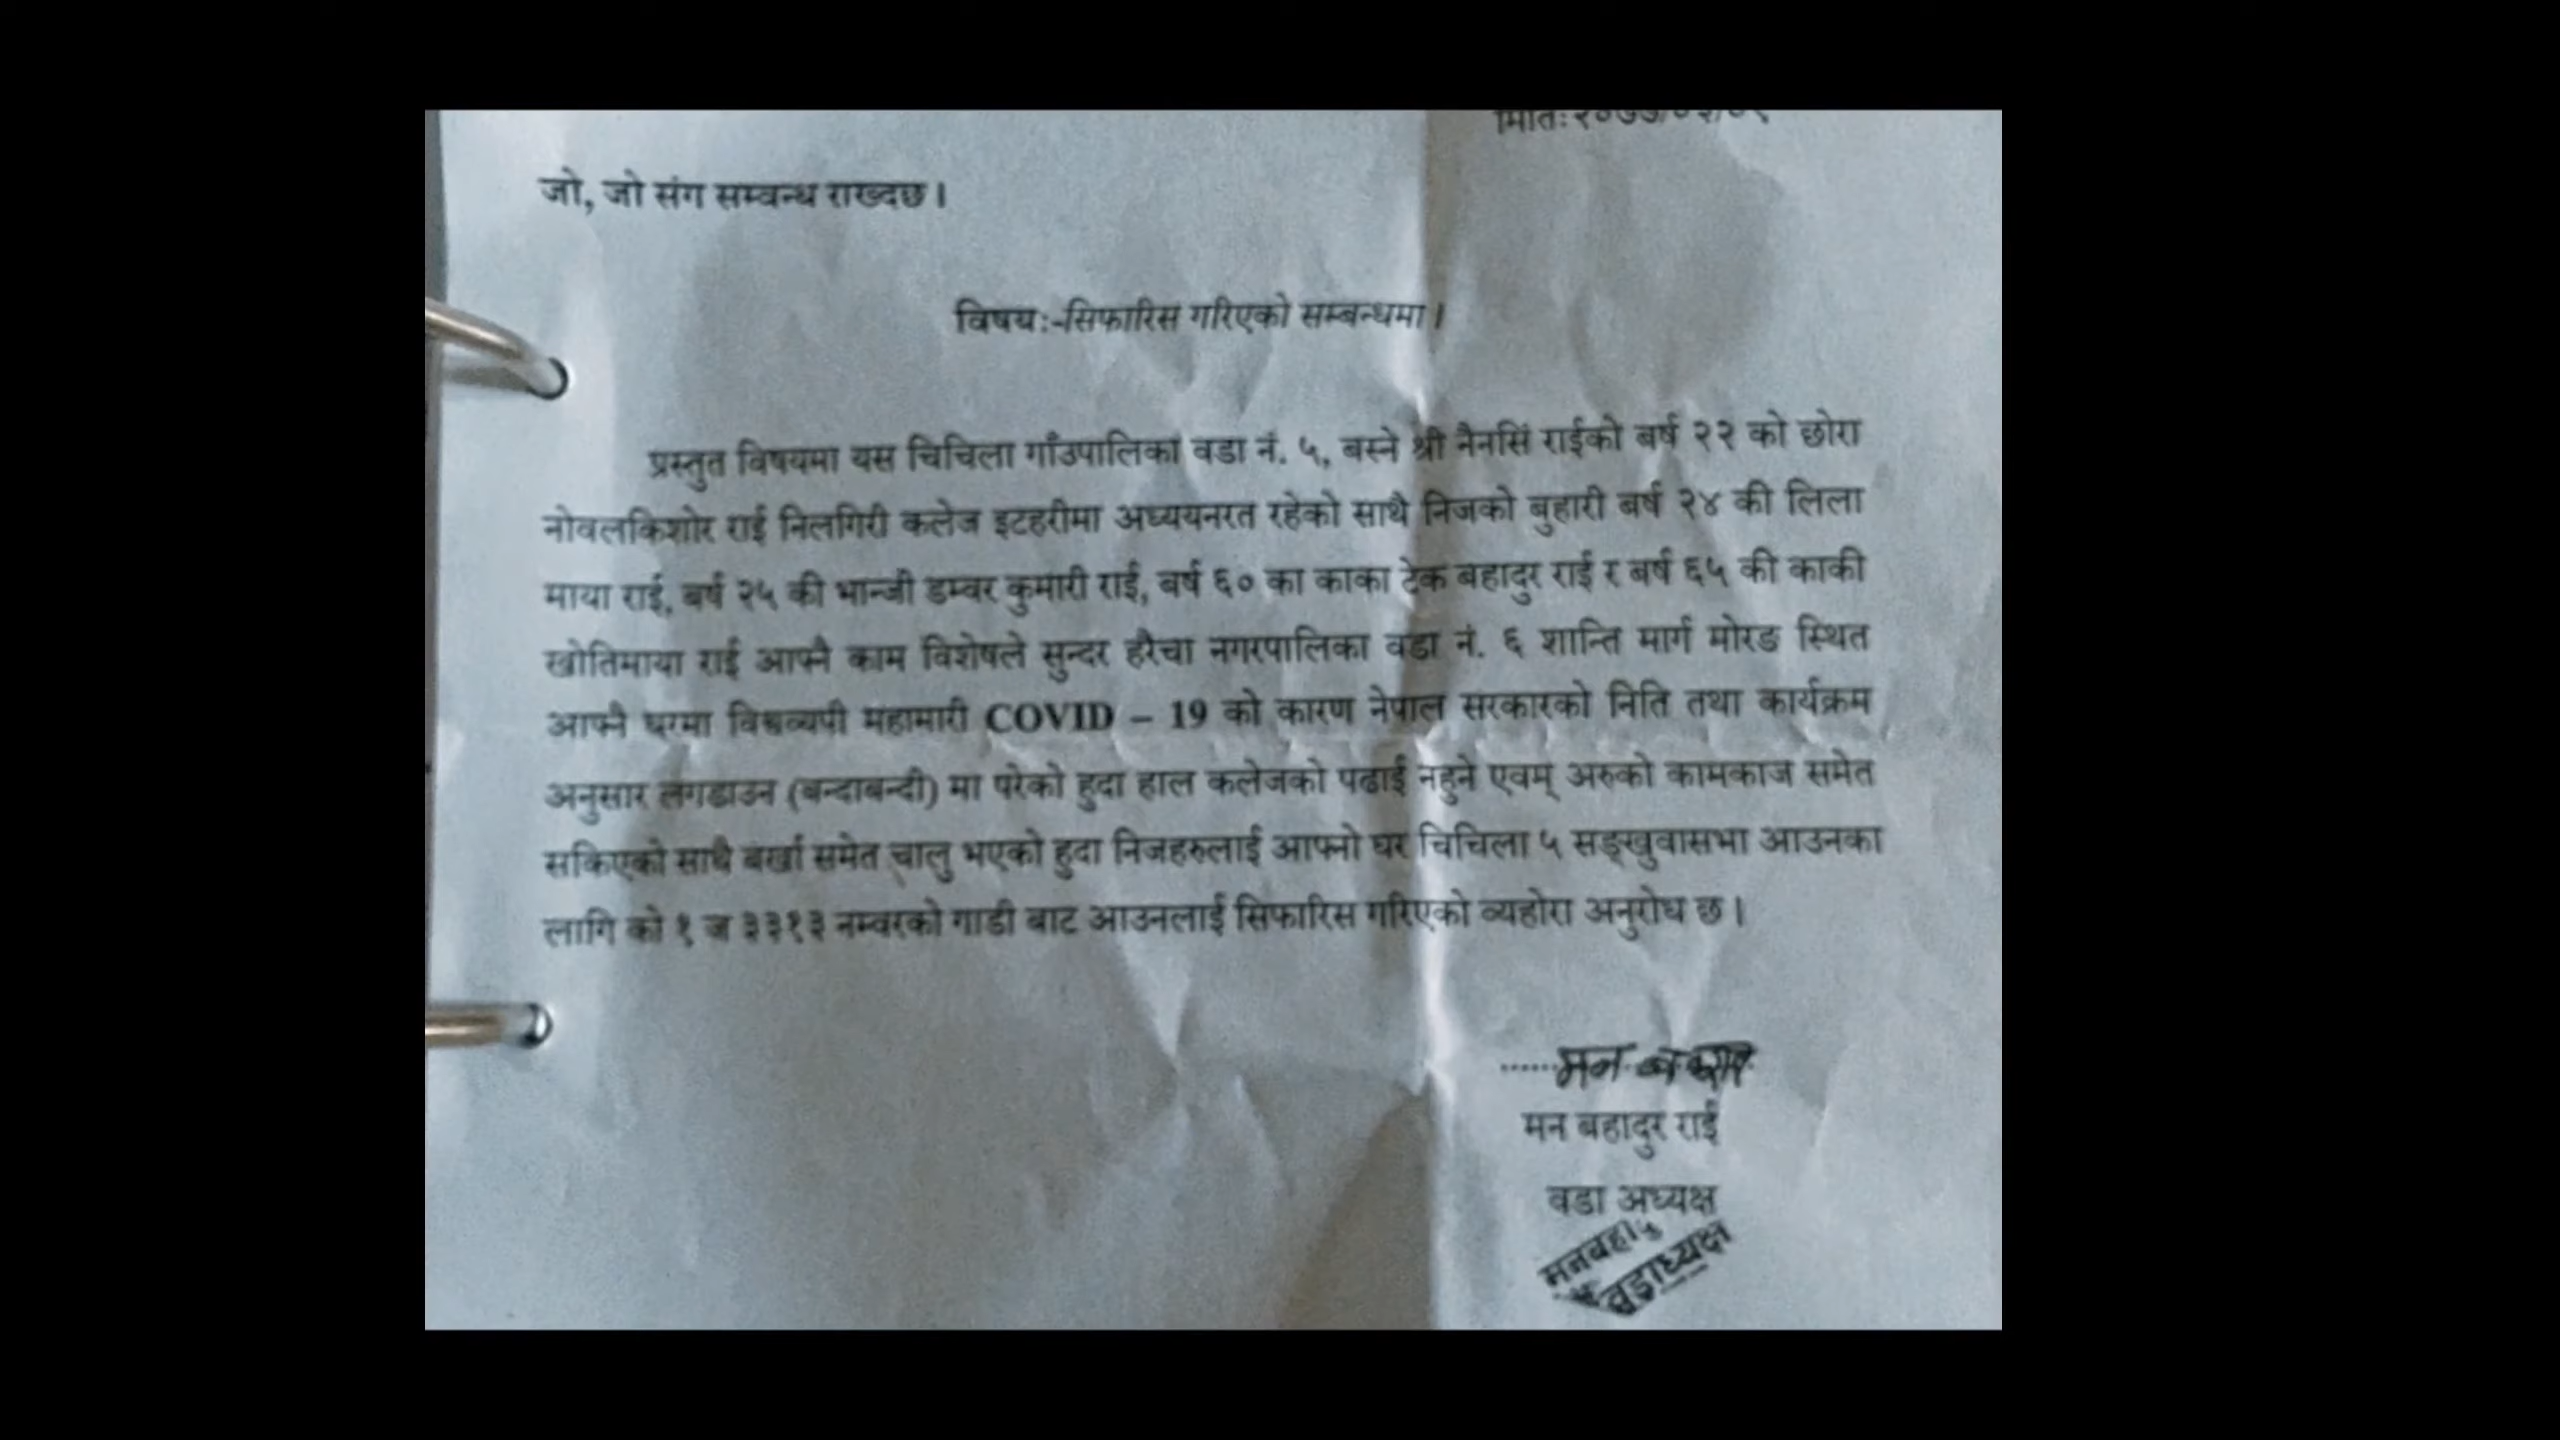 जो, जो संग सम्वन्ध राख्दछ ।
विषयः-सिफारिस गरिएको सम्बन्धमा ।
प्रस्तुत विषयमा यस चिचिला गाँउपालिका वडा नं. ५, बस्ने श्री नैनसिं राईको बर्ष २२ को छोरा
नोवलकिशोर राई निलगिरी कलेज इटहरीमा अध्ययनरत रहेको साथै निजको बुहारी बर्ष २४ की लिला
माया राई, बर्ष २५ की भान्जी डम्वर कुमारी राई, बर्ष ६० का काका टेक बहादुर राई र बर्ष ६५ की काकी
खोतिमाया राई आफ्नै काम विशेषले सुन्दर हरैचा नगरपालिका वडा नं. ६ शान्ति मार्ग मोरङ स्थित
आफ्नै घरमा विश्वव्यपी महामारी COVID – 19 को कारण नेपाल सरकारको निति तथा कार्यक्रम
अनुसार लगडाउन (बन्दाबन्दी) मा परेको हुदा हाल कलेजको पढाई नहुने एवम् अरुको कामकाज समेत
सकिएको साथै बर्खा समेत चालु भएको हुदा निजहरुलाई आफ्नो घर चिचिला ५ सङ्खुवासभा आउनका
लागि को १ ज ३३१३ नम्वरको गाडी बाट आउनलाई सिफारिस गरिएको व्यहोरा अनुरोध छ ।
मन
मन बहादुर राई
वडा अध्यक्ष
वडाध्यक्ष